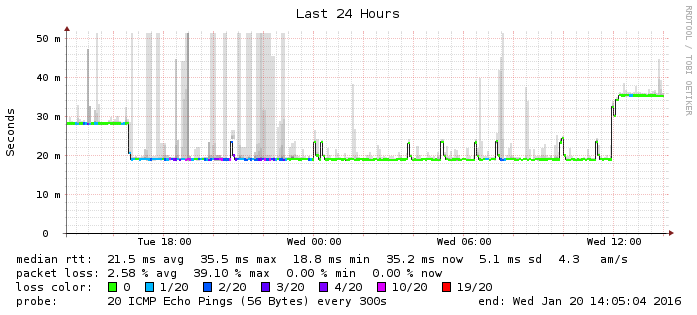 Last 24 Hours
RRDTOOL / TOBI OETIKER
Seconds
50 m
40 m
30 m
20 m
10 m
0
Tue 18:00 Wed 00:00 Wed 06:00 Wed 12:00
median rtt: 21.5 ms avg 35.5 ms max 18.8 ms min 35.2 ms now 5.1 ms sd 4.3 am/s
packet loss: 2.58 % avg 39.10 % max 0.00 % min 0.00 % now
loss color: 0 1/20 2/20 3/20 4/20 10/20 19/20
probe: 20 ICMP Echo Pings (56 Bytes) every 300s end: Wed Jan 20 14:05:04 2016